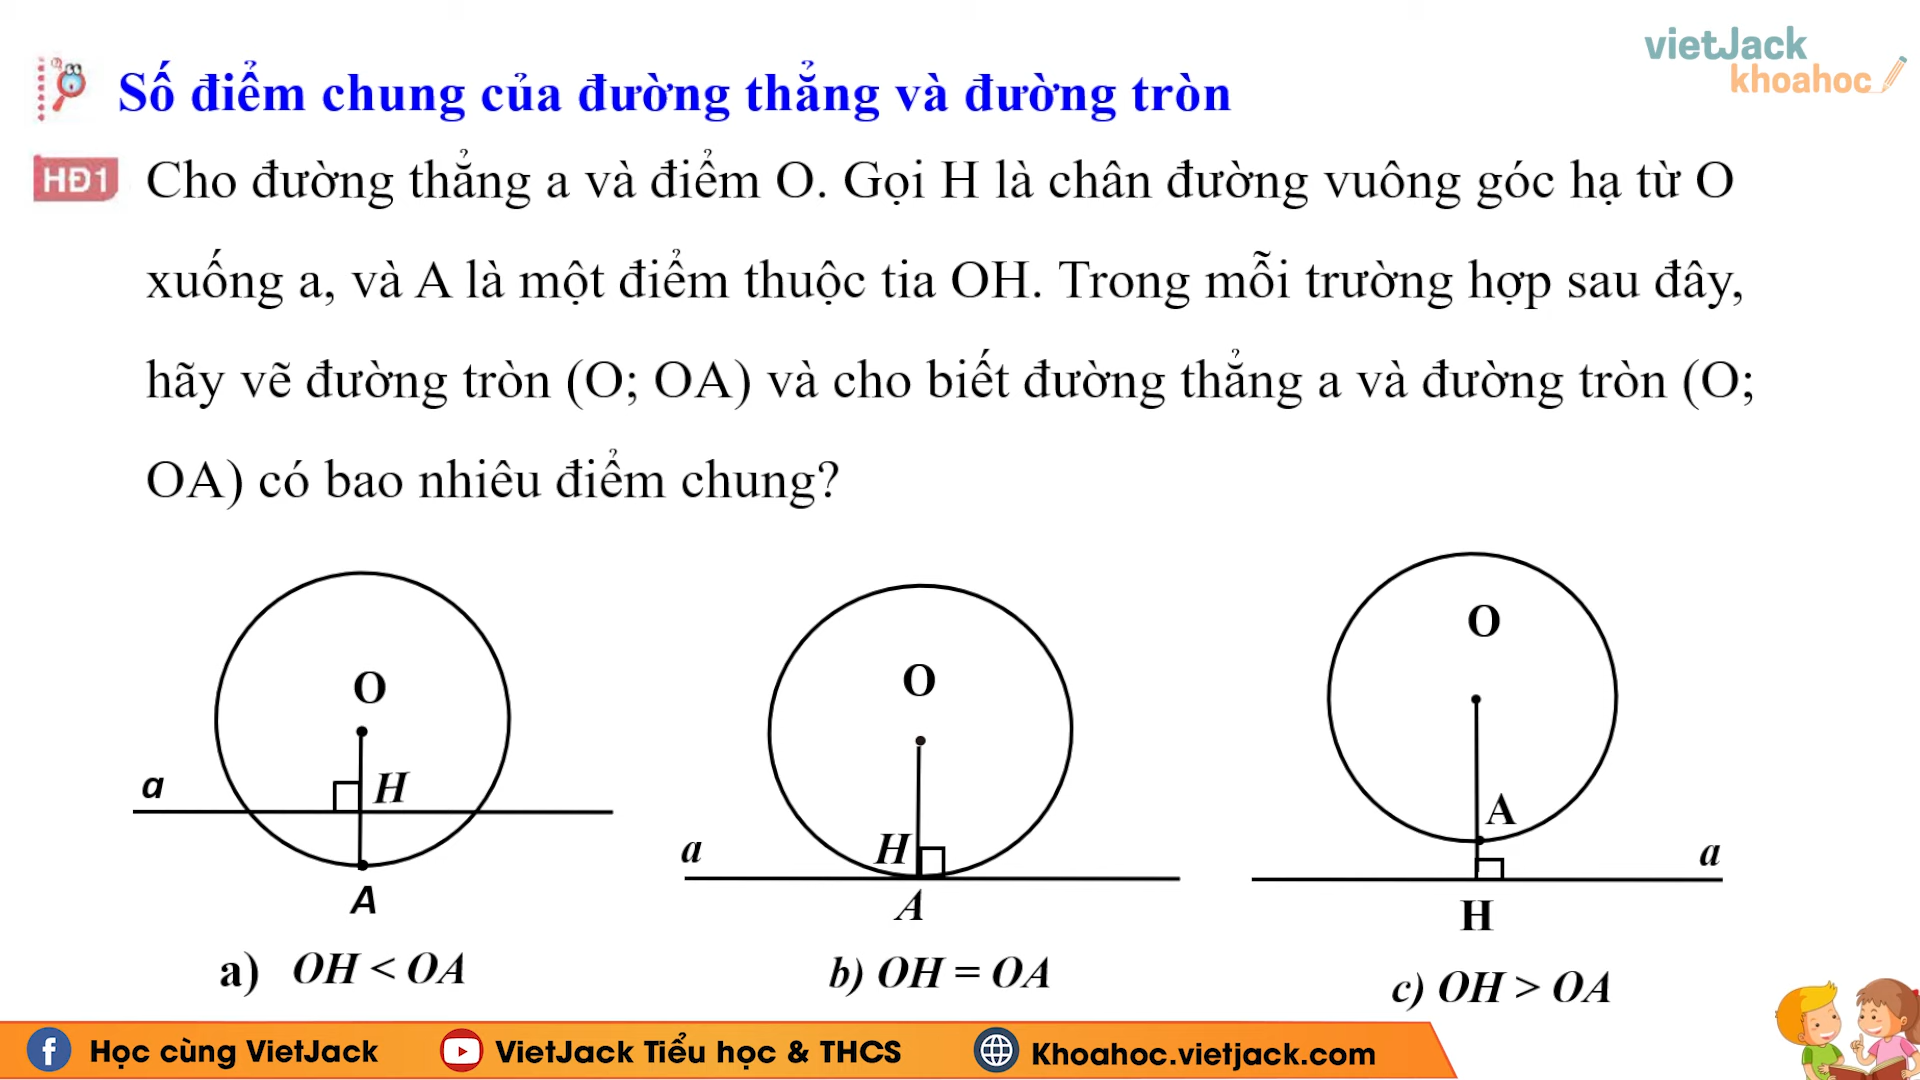 vietJack
khoahoc
Số điểm chung của đường thẳng và đường tròn
HĐ1 Cho đường thẳng a và điểm O. Gọi H là chân đường vuông góc hạ từ O
xuống a, và A là một điểm thuộc tia OH. Trong mỗi trường hợp sau đây,
hãy vẽ đường tròn (O; OA) và cho biết đường thẳng a và đường tròn (O;
OA) có bao nhiêu điểm chung?
O
a
H
A
a) OH < OA
O
a
H
A
b) OH = OA
O
A
a
H
c) OH > OA
Học cùng VietJack VietJack Tiểu học & THCS Khoahoc.vietjack.com